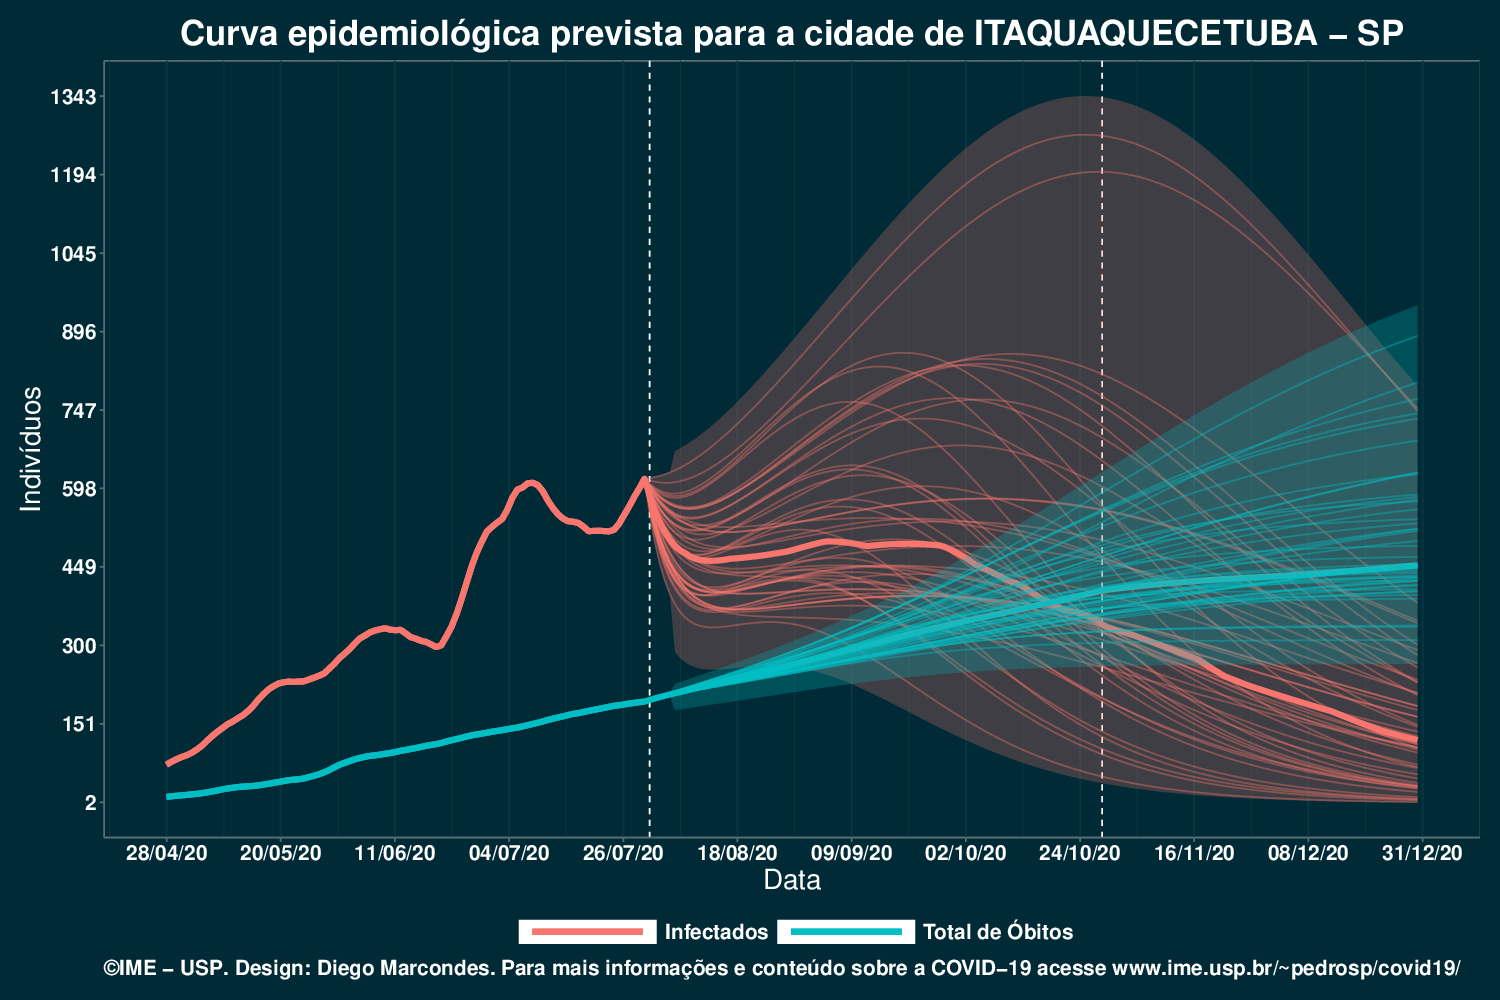 Curva epidemiológica prevista para a cidade de ITAQUAQUECETUBA – SP
Indivíduos
1343
1194
1045
896
747
598
449
300
151
2
28/04/20 20/05/20 11/06/20 04/07/20 26/07/20 18/08/20 09/09/20 02/10/20 24/10/20 16/11/20 08/12/20 31/12/20
Data
Infectados Total de Óbitos
©IME – USP. Design: Diego Marcondes. Para mais informações e conteúdo sobre a COVID–19 acesse www.ime.usp.br/~pedrosp/covid19/